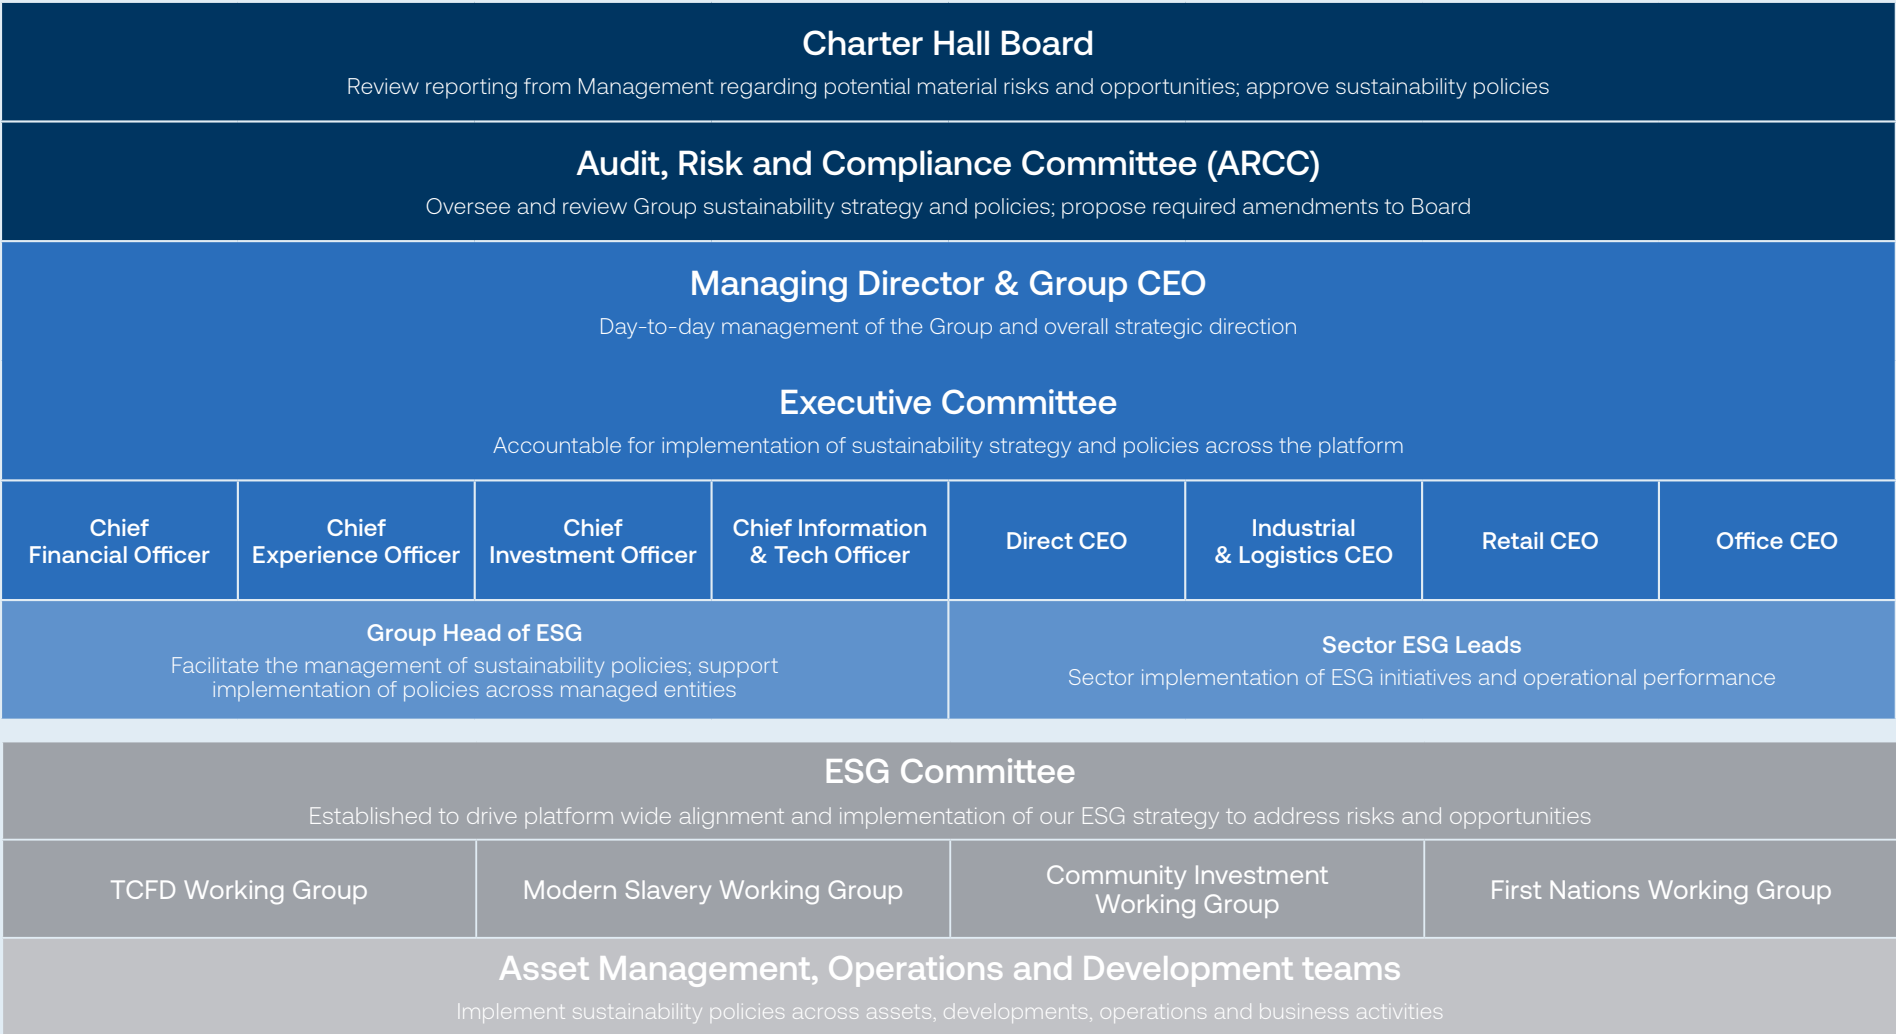 Charter Hall Board
Review reporting from Management regarding potential material risks and opportunities; approve sustainability policies
Audit, Risk and Compliance Committee (ARCC)
Oversee and review Group sustainability strategy and policies; propose required amendments to Board
Managing Director & Group CEO
Day-to-day management of the Group and overall strategic direction
Executive Committee
Accountable for implementation of sustainability strategy and policies across the platform
Chief
Financial Officer
Chief
Experience Officer
Chief
Investment Officer
Chief Information
& Tech Officer
Direct CEO
Industrial
& Logistics CEO
Retail CEO
Office CEO
Group Head of ESG
Facilitate the management of sustainability policies; support
implementation of policies across managed entities
Sector ESG Leads
Sector implementation of ESG initiatives and operational performance
ESG Committee
Established to drive platform wide alignment and implementation of our ESG strategy to address risks and opportunities
TCFD Working Group
Modern Slavery Working Group
Community Investment
Working Group
First Nations Working Group
Asset Management, Operations and Development teams
Implement sustainability policies across assets, developments, operations and business activities